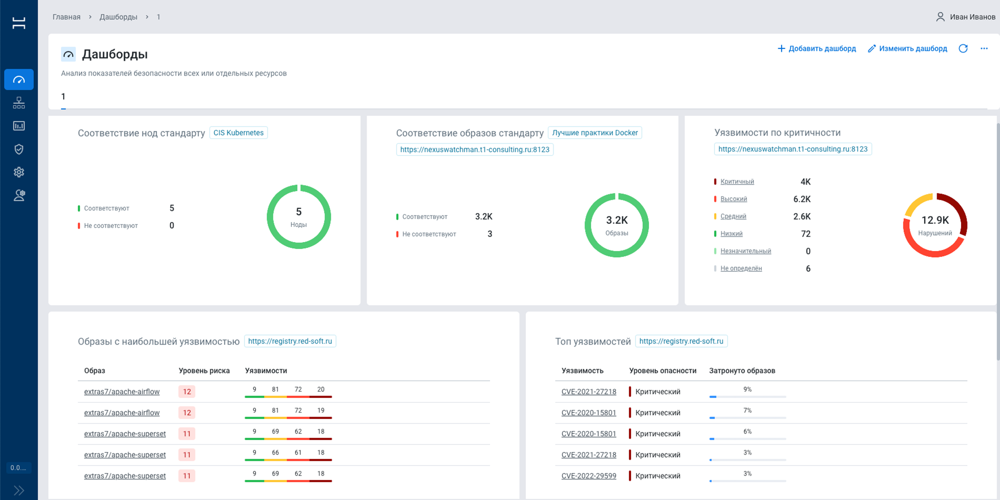 Главная > Дашборды > 1
Иван Иванов
Дашборды
Добавить дашборд
Изменить дашборд
Анализ показателей безопасности всех или отдельных ресурсов
1
Соответствие нод стандарту CIS Kubernetes
Соответствуют 5
Не соответствуют 0
5
Ноды
Соответствие образов стандарту Лучшие практики Docker
https://nexuswatchman.t1-consulting.ru:8123
Соответствуют 3.2K
Не соответствуют 3
3.2K
Образы
Уязвимости по критичности
https://nexuswatchman.t1-consulting.ru:8123
Критичный 4K
Высокий 6.2K
Средний 2.6K
Низкий 72
Незначительный 0
Не определён 6
12.9K
Нарушений
Образы с наибольшей уязвимостью https://registry.red-soft.ru
Образ Уровень риска Уязвимости
extras7/apache-airflow 12 9 81 72 20
extras7/apache-airflow 12 9 81 72 19
extras7/apache-superset 11 9 69 62 18
extras7/apache-superset 11 9 66 61 18
extras7/apache-superset 11 9 69 62 18
Топ уязвимостей https://registry.red-soft.ru
Уязвимость Уровень опасности Затронуто образов
CVE-2021-27218 Критический 9%
CVE-2020-15801 Критический 7%
CVE-2020-15801 Критический 6%
CVE-2021-27218 Критический 3%
CVE-2022-29599 Критический 3%
0.0....